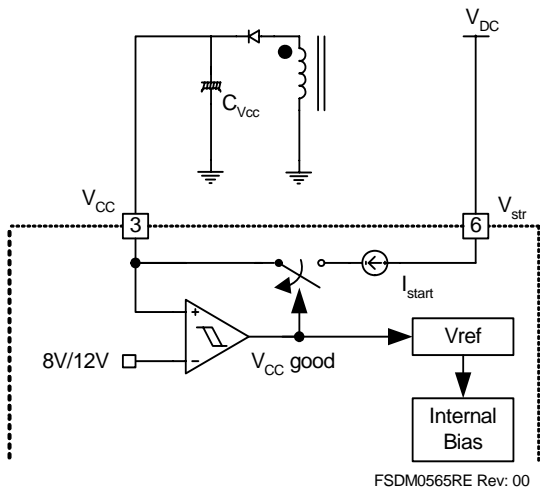 V_DC
C_Vcc
V_CC
V_str
3
6
I_start
+
8V/12V
-
V_CC good
Vref
Internal
Bias
FSDM0565RE Rev: 00